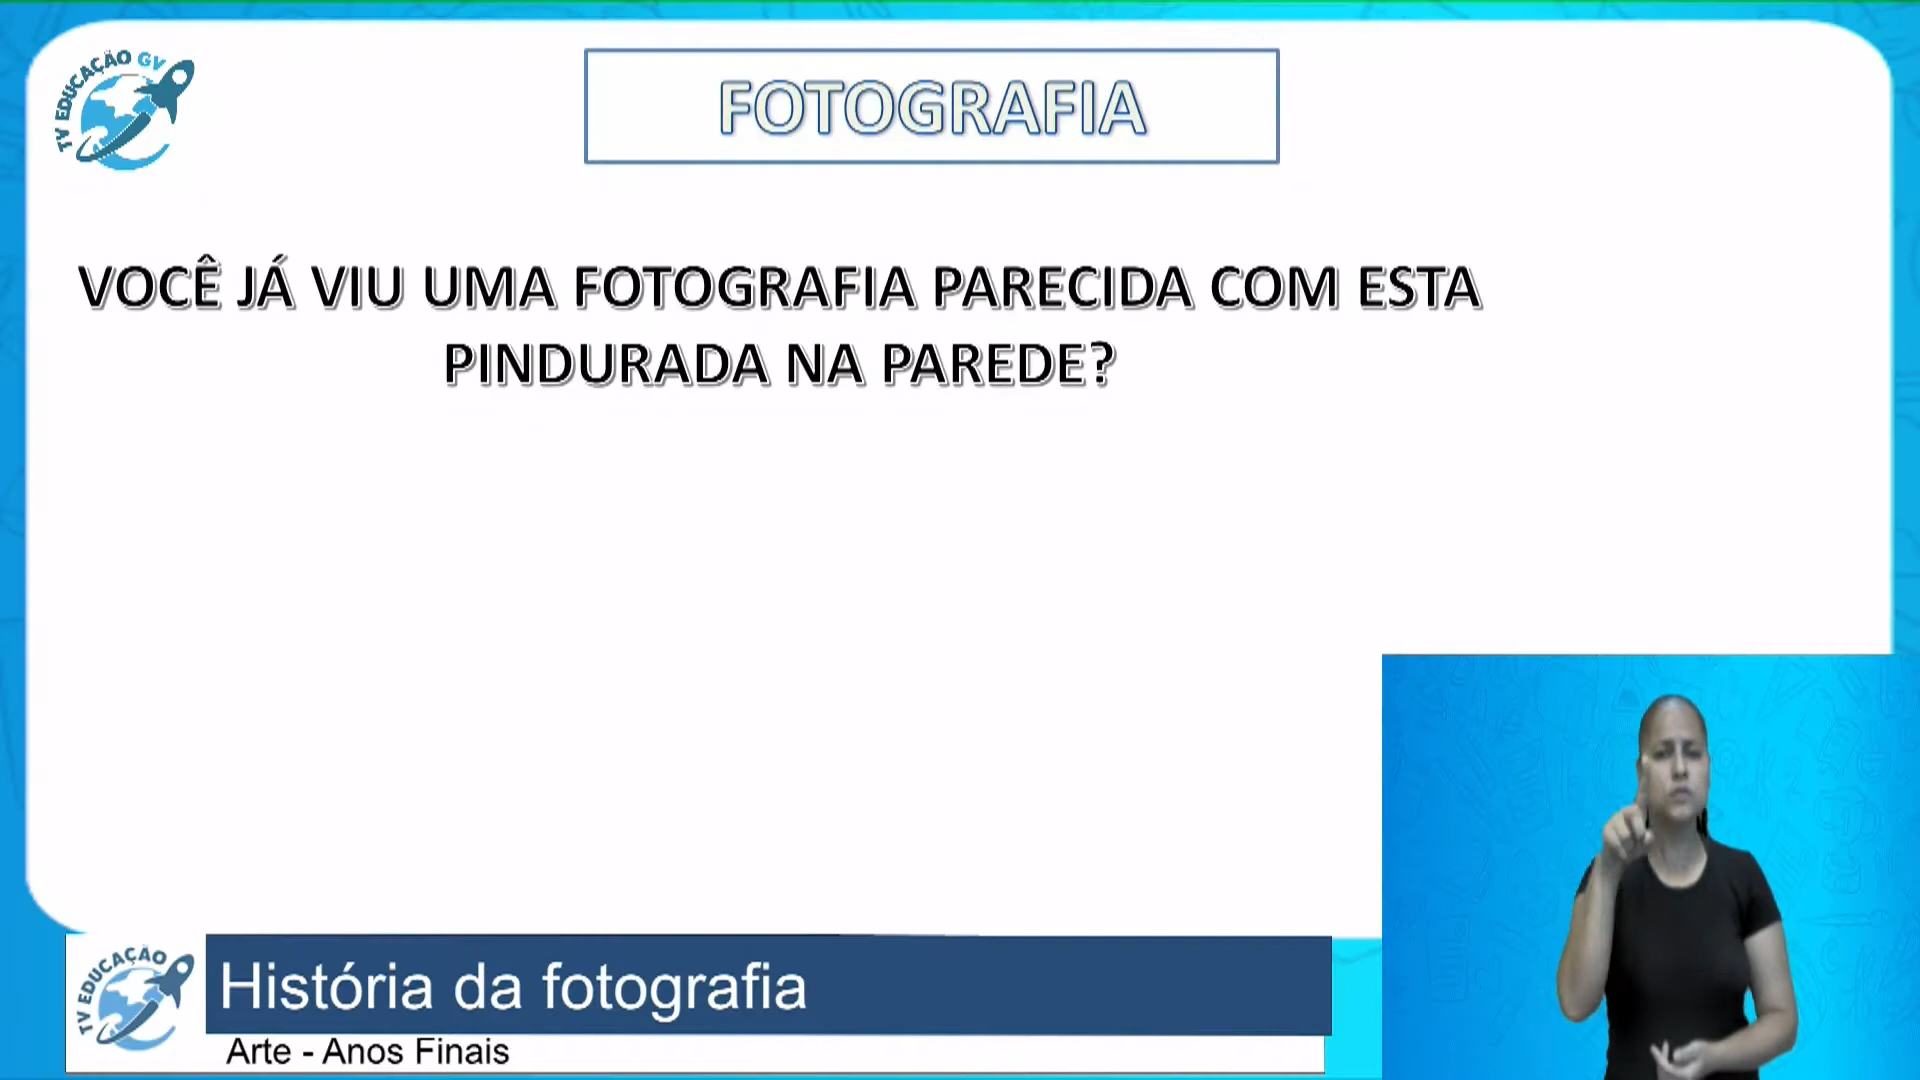 TV EDUCAÇÃO GV
FOTOGRAFIA
VOCÊ JÁ VIU UMA FOTOGRAFIA PARECIDA COM ESTA
PINDURADA NA PAREDE?
TV EDUCAÇÃO
História da fotografia
Arte - Anos Finais